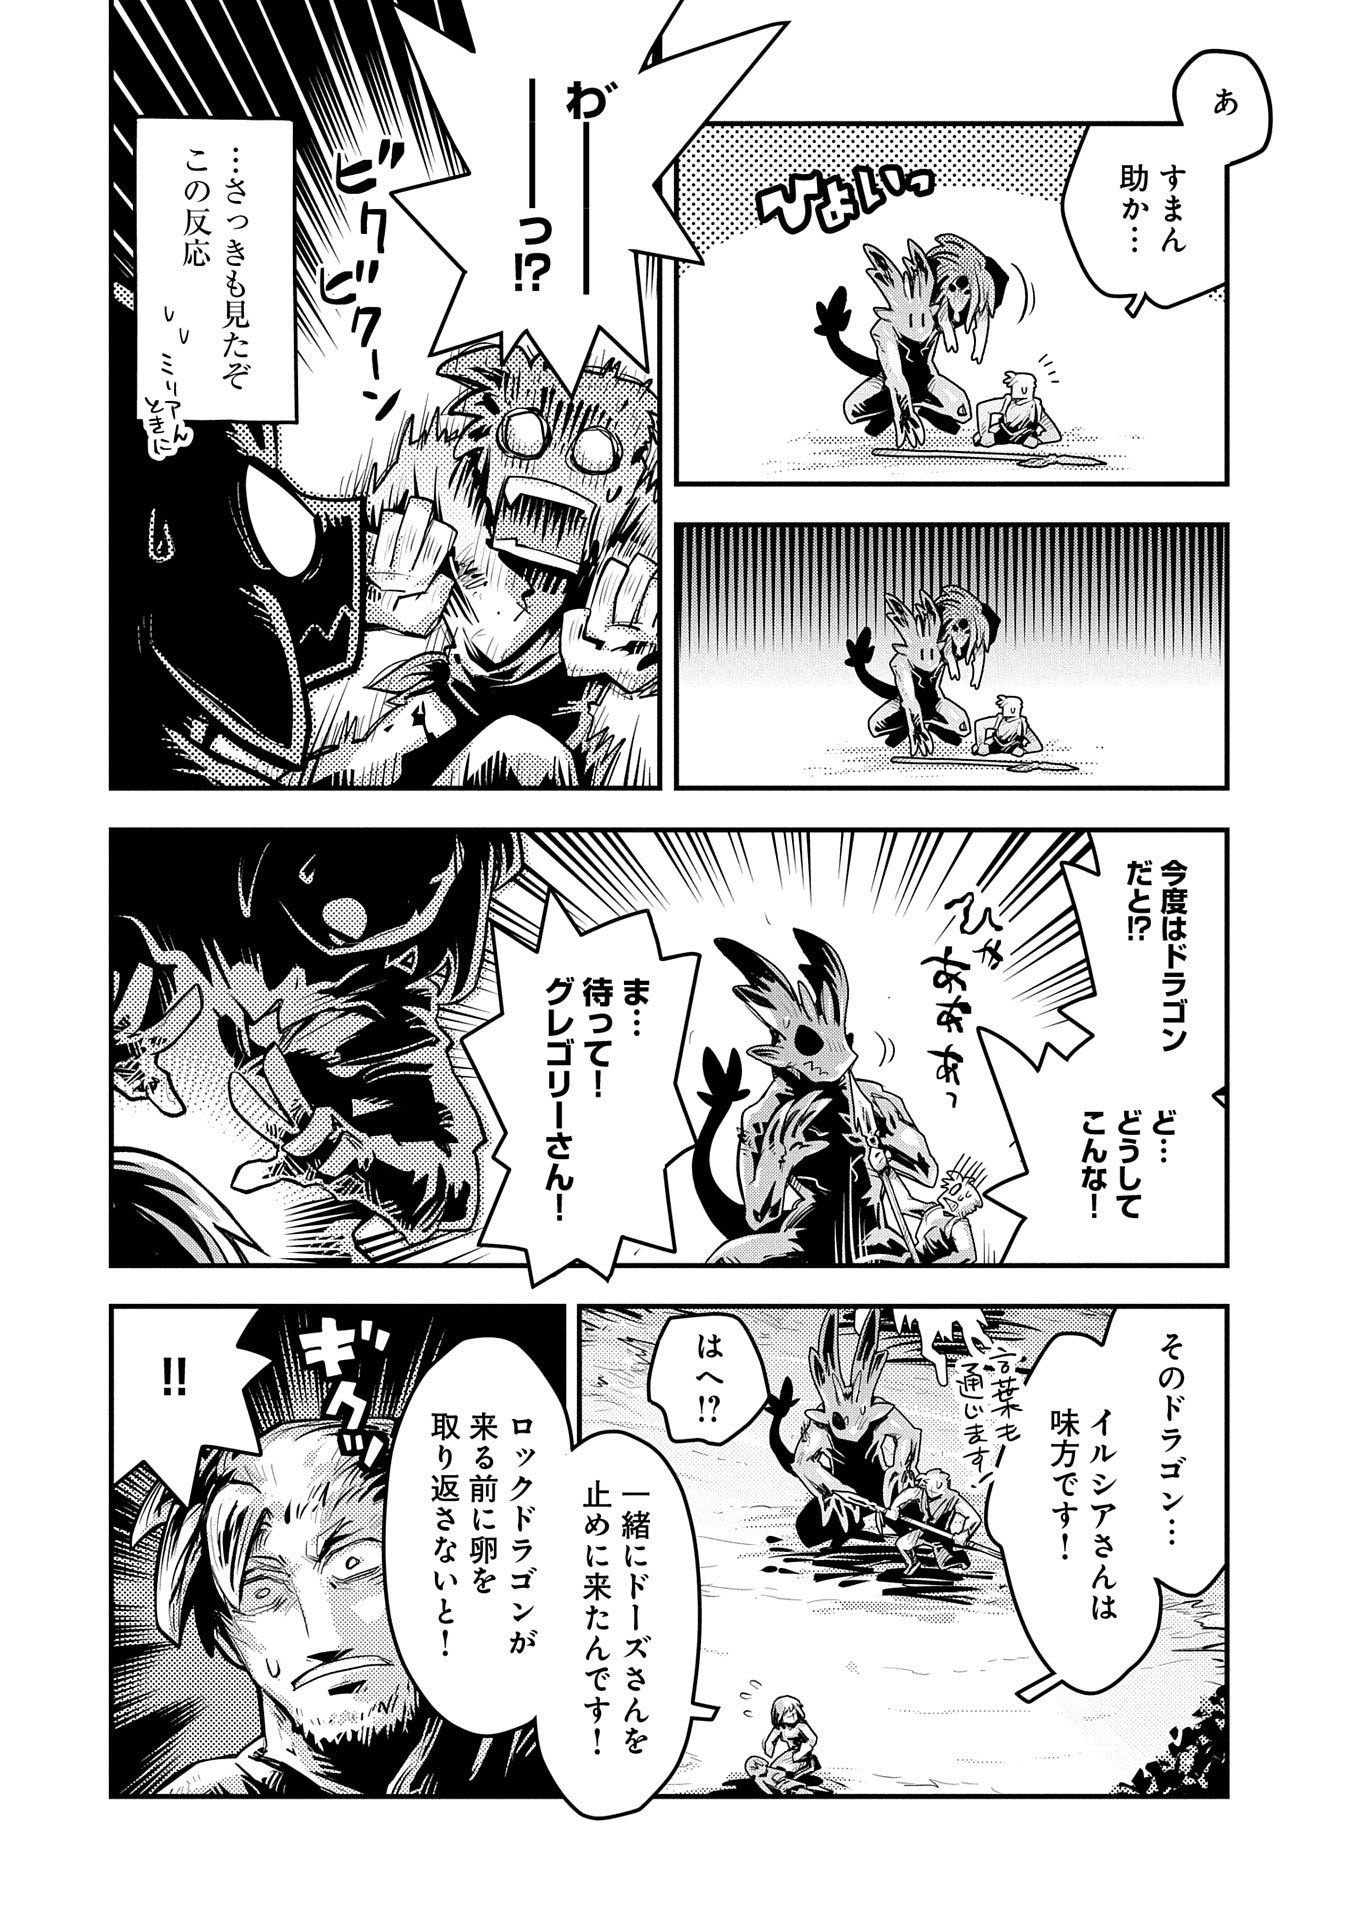 あ
すまん
助か…
ひょいっ
わ゛――
――っ!?
ビクビクーン
…さっきも見たぞ
この反応
ミリアん
ときに
今度はドラゴン
だと!?
ど…
どうして
こんな!
ひゃ
あああぁっ
ま…
待って!
グレゴリーさん!
そのドラゴン…
イルシアさんは
味方です!
言葉も
通じます!
はへ!?
一緒にドーズさんを
止めに来たんです!
ロックドラゴンが
来る前に卵を
取り返さないと!
ギクッ
!!